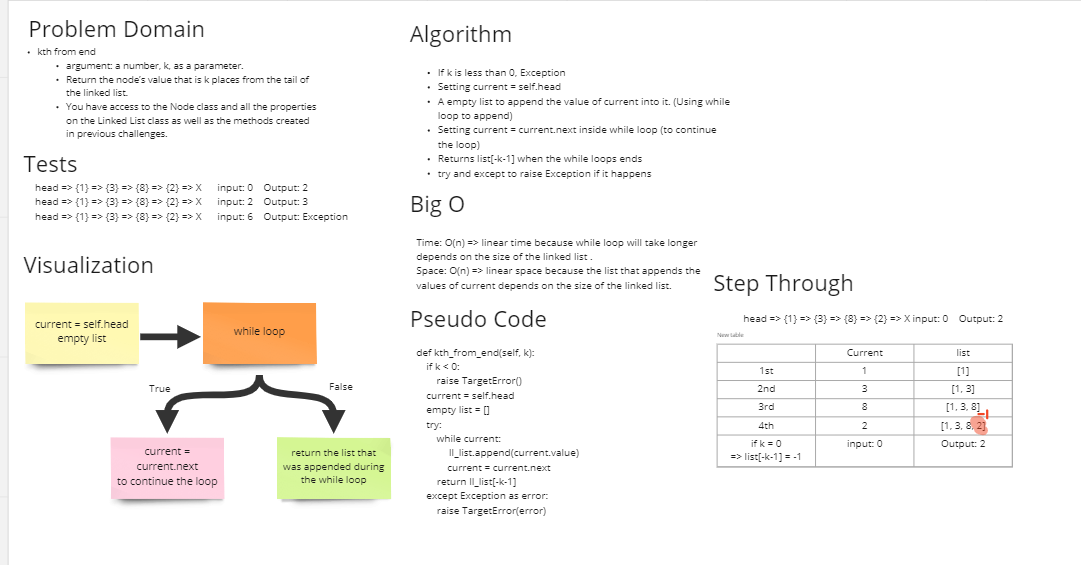 Problem Domain
• kth from end
• argument: a number, k, as a parameter.
• Return the node's value that is k places from the tail of
the linked list.
• You have access to the Node class and all the properties
on the Linked List class as well as the methods created
in previous challenges.
Tests
head => {1} => {3} => {8} => {2} => X input: 0 Output: 2
head => {1} => {3} => {8} => {2} => X input: 2 Output: 3
head => {1} => {3} => {8} => {2} => X input: 6 Output: Exception
Visualization
current = self.head
empty list
while loop
True
False
current =
current.next
to continue the loop
return the list that
was appended during
the while loop
Algorithm
• If k is less than 0, Exception
• Setting current = self.head
• A empty list to append the value of current into it. (Using while
loop to append)
• Setting current = current.next inside while loop (to continue
the loop)
• Returns list[-k-1] when the while loops ends
• try and except to raise Exception if it happens
Big O
Time: O(n) => linear time because while loop will take longer
depends on the size of the linked list .
Space: O(n) => linear space because the list that appends the
values of current depends on the size of the linked list.
Pseudo Code
def kth_from_end(self, k):
if k < 0:
raise TargetError()
current = self.head
empty list = []
try:
while current:
ll_list.append(current.value)
current = current.next
return ll_list[-k-1]
except Exception as error:
raise TargetError(error)
Step Through
head => {1} => {3} => {8} => {2} => X input: 0 Output: 2
New table
Current list
1st 1 [1]
2nd 3 [1, 3]
3rd 8 [1, 3, 8]
-1
4th 2 [1, 3, 8, 2]
if k = 0 input: 0 Output: 2
=> list[-k-1] = -1